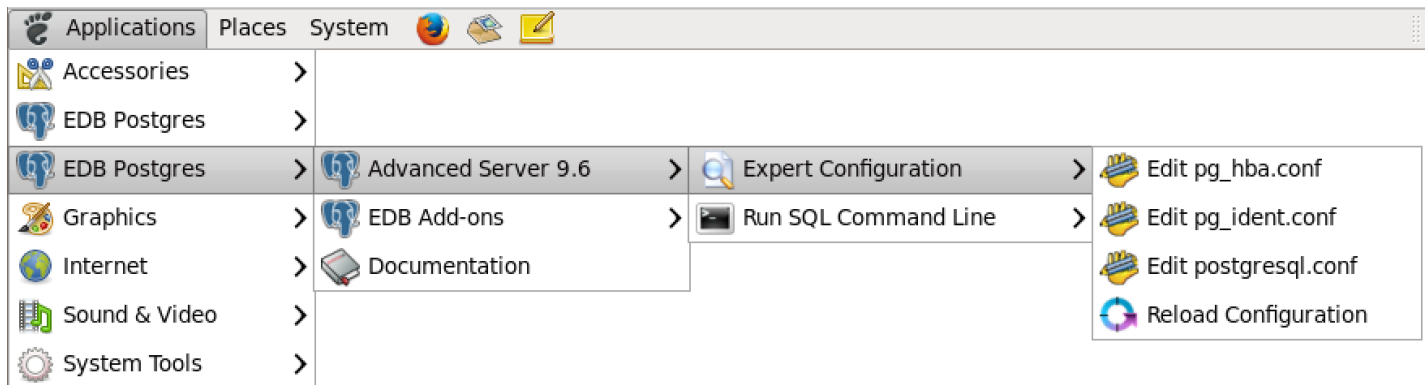 Applications Places System
Accessories
EDB Postgres
EDB Postgres
Advanced Server 9.6
Expert Configuration
Edit pg_hba.conf
Graphics
EDB Add-ons
Run SQL Command Line
Edit pg_ident.conf
Internet
Documentation
Edit postgresql.conf
Sound & Video
Reload Configuration
System Tools